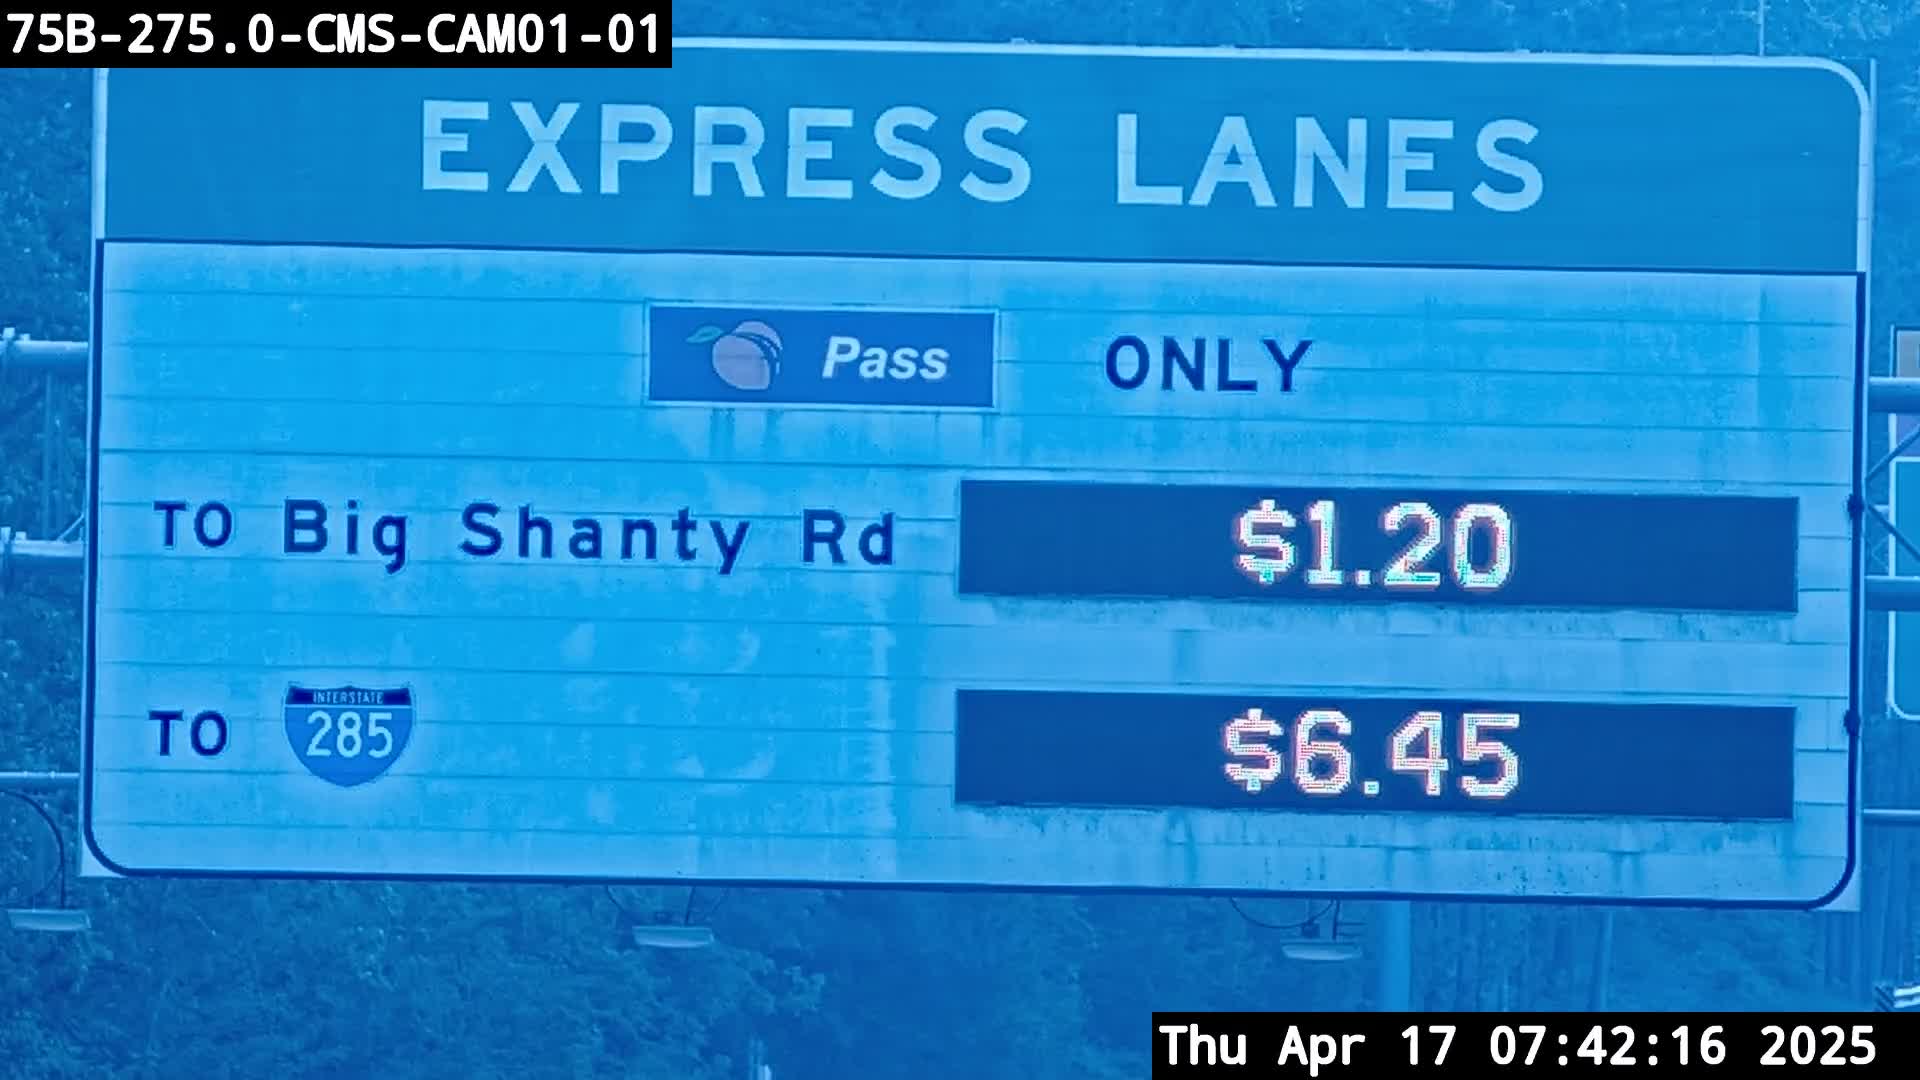 75B-275.0-CMS-CAM01-01
EXPRESS LANES
Pass ONLY
TO Big Shanty Rd $1.20
INTERSTATE
TO 285 $6.45
Thu Apr 17 07:42:16 2025